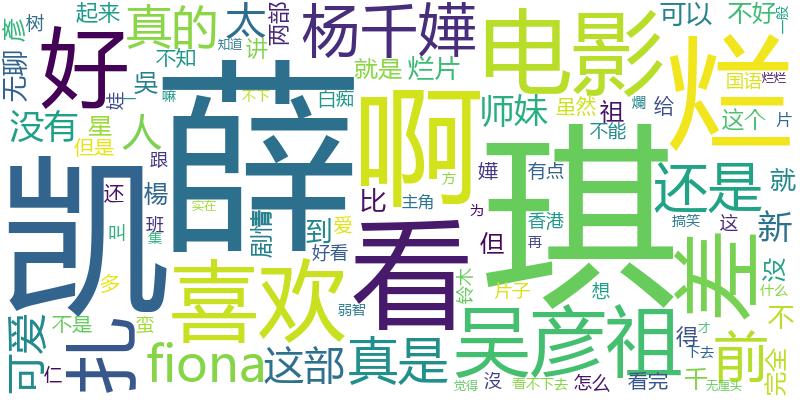 起来
真的
太
两部
杨千嬅
电影
可以
不好
一般
彦
树
无聊
好
不知
讲
知道
吴
就是
烂片
师妹
虽然
祖
给
国语
烂烂
烂
嘛
不下
白痴
娃
没有
星
人
但是
薛
啊
爛
这个
片
不能
凯
还
跟
楊
班
叫
集
实在
剧情
到
比
爱
方
主角
嬅
有点
还是
就
琪
为
香港
再
搞笑
这
新
好看
看
但
想
差
没
什么
多
喜欢
弱智
铃木
片子
可爱
不是
扎
蛮
fiona
这部
真是
吴彦祖
得
才
下去
前
不
完全
仁
觉得
沒
看不下去
怎么
看完
千
无厘头